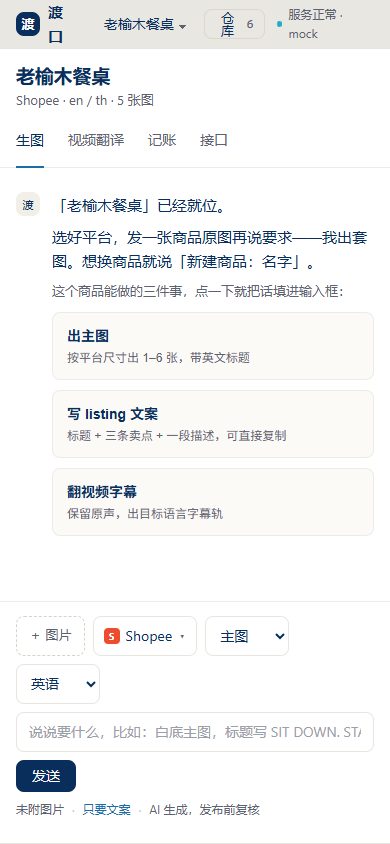 渡 渡口 老榆木餐桌 仓库 6 服务正常 · mock
老榆木餐桌
Shopee · en / th · 5 张图
生图 视频翻译 记账 接口
渡 「老榆木餐桌」已经就位。
选好平台，发一张商品原图再说要求——我出套
图。想换商品就说「新建商品：名字」。
这个商品能做的三件事，点一下就把话填进输入框：
出主图
按平台尺寸出 1–6 张，带英文标题
写 listing 文案
标题 + 三条卖点 + 一段描述，可直接复制
翻视频字幕
保留原声，出目标语言字幕轨
+ 图片 S Shopee 主图
英语
说说要什么，比如：白底主图，标题写 SIT DOWN. STA
发送
未附图片 · 只要文案 · AI 生成，发布前复核